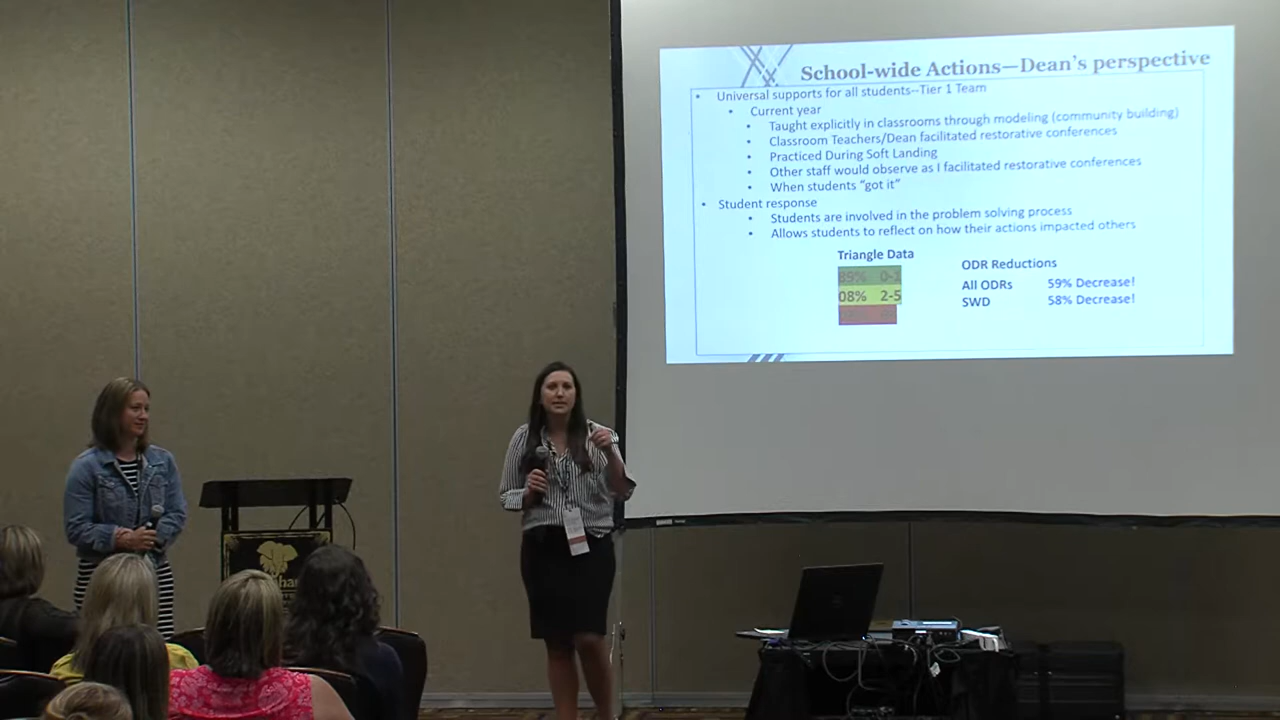 School-wide Actions—Dean's perspective
• Universal supports for all students--Tier 1 Team
• Current year
• Taught explicitly in classrooms through modeling (community building)
• Classroom Teachers/Dean facilitated restorative conferences
• Practiced During Soft Landing
• Other staff would observe as I facilitated restorative conferences
• When students "got it"
• Student response
• Students are involved in the problem solving process
• Allows students to reflect on how their actions impacted others
Triangle Data
89% 0-1
08% 2-5
ODR Reductions
All ODRs 59% Decrease!
SWD 58% Decrease!